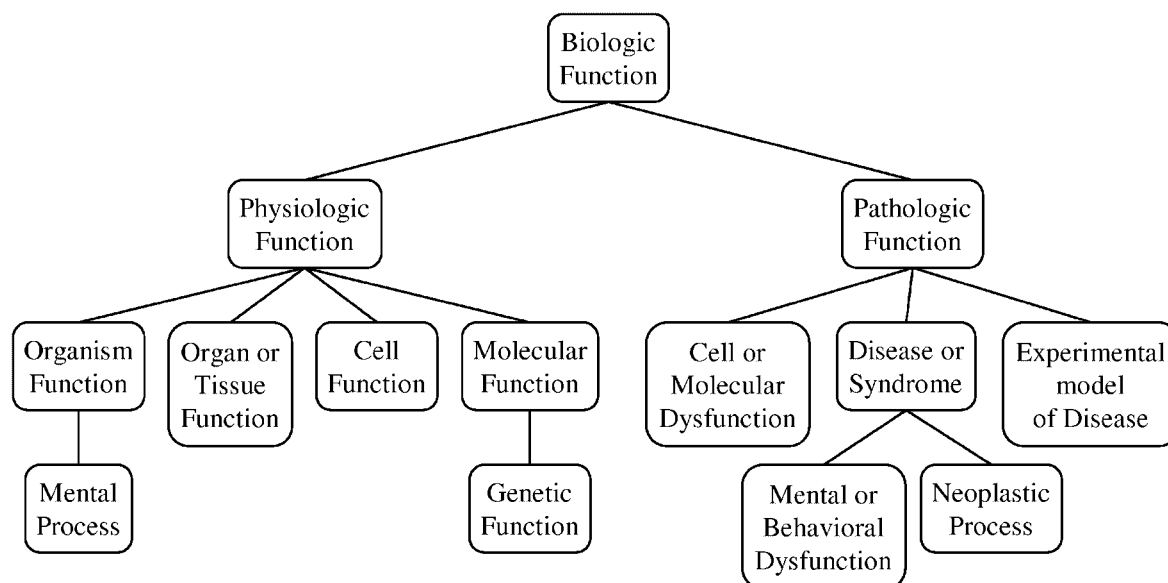 Biologic
Function
Physiologic
Function
Pathologic
Function
Organism
Function
Organ or
Tissue
Function
Cell
Function
Molecular
Function
Cell or
Molecular
Dysfunction
Disease or
Syndrome
Experimental
model
of Disease
Mental
Process
Genetic
Function
Mental or
Behavioral
Dysfunction
Neoplastic
Process